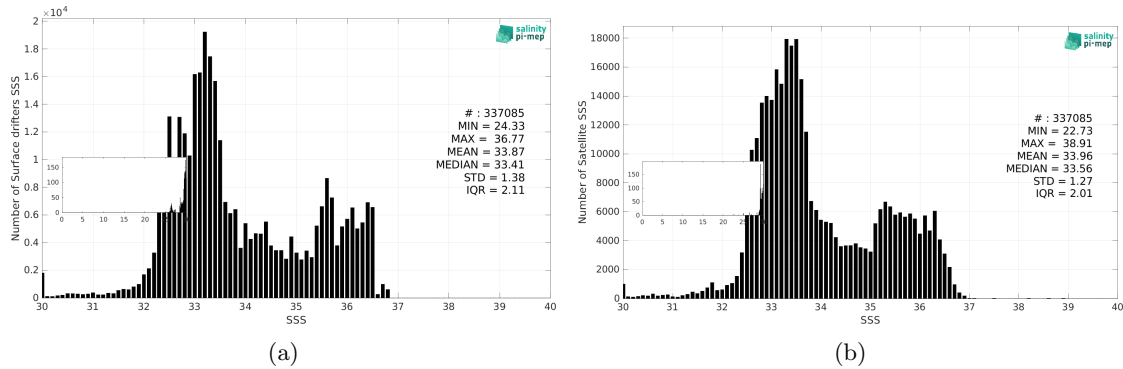 2 ×10⁴
1.8
1.6
1.4
1.2
1
0.8
0.6
0.4
0.2
0
Number of Surface drifters SSS
salinity
pi-mep
# : 337085
MIN = 24.33
MAX = 36.77
MEAN = 33.87
MEDIAN = 33.41
STD = 1.38
IQR = 2.11
150
100
50
0
0 5 10 15 20 25
30 31 32 33 34 35 36 37 38 39 40
SSS
(a)
18000
16000
14000
12000
10000
8000
6000
4000
2000
0
Number of Satellite SSS
salinity
pi-mep
# : 337085
MIN = 22.73
MAX = 38.91
MEAN = 33.96
MEDIAN = 33.56
STD = 1.27
IQR = 2.01
150
100
50
0
0 5 10 15 20 25
30 31 32 33 34 35 36 37 38 39 40
SSS
(b)